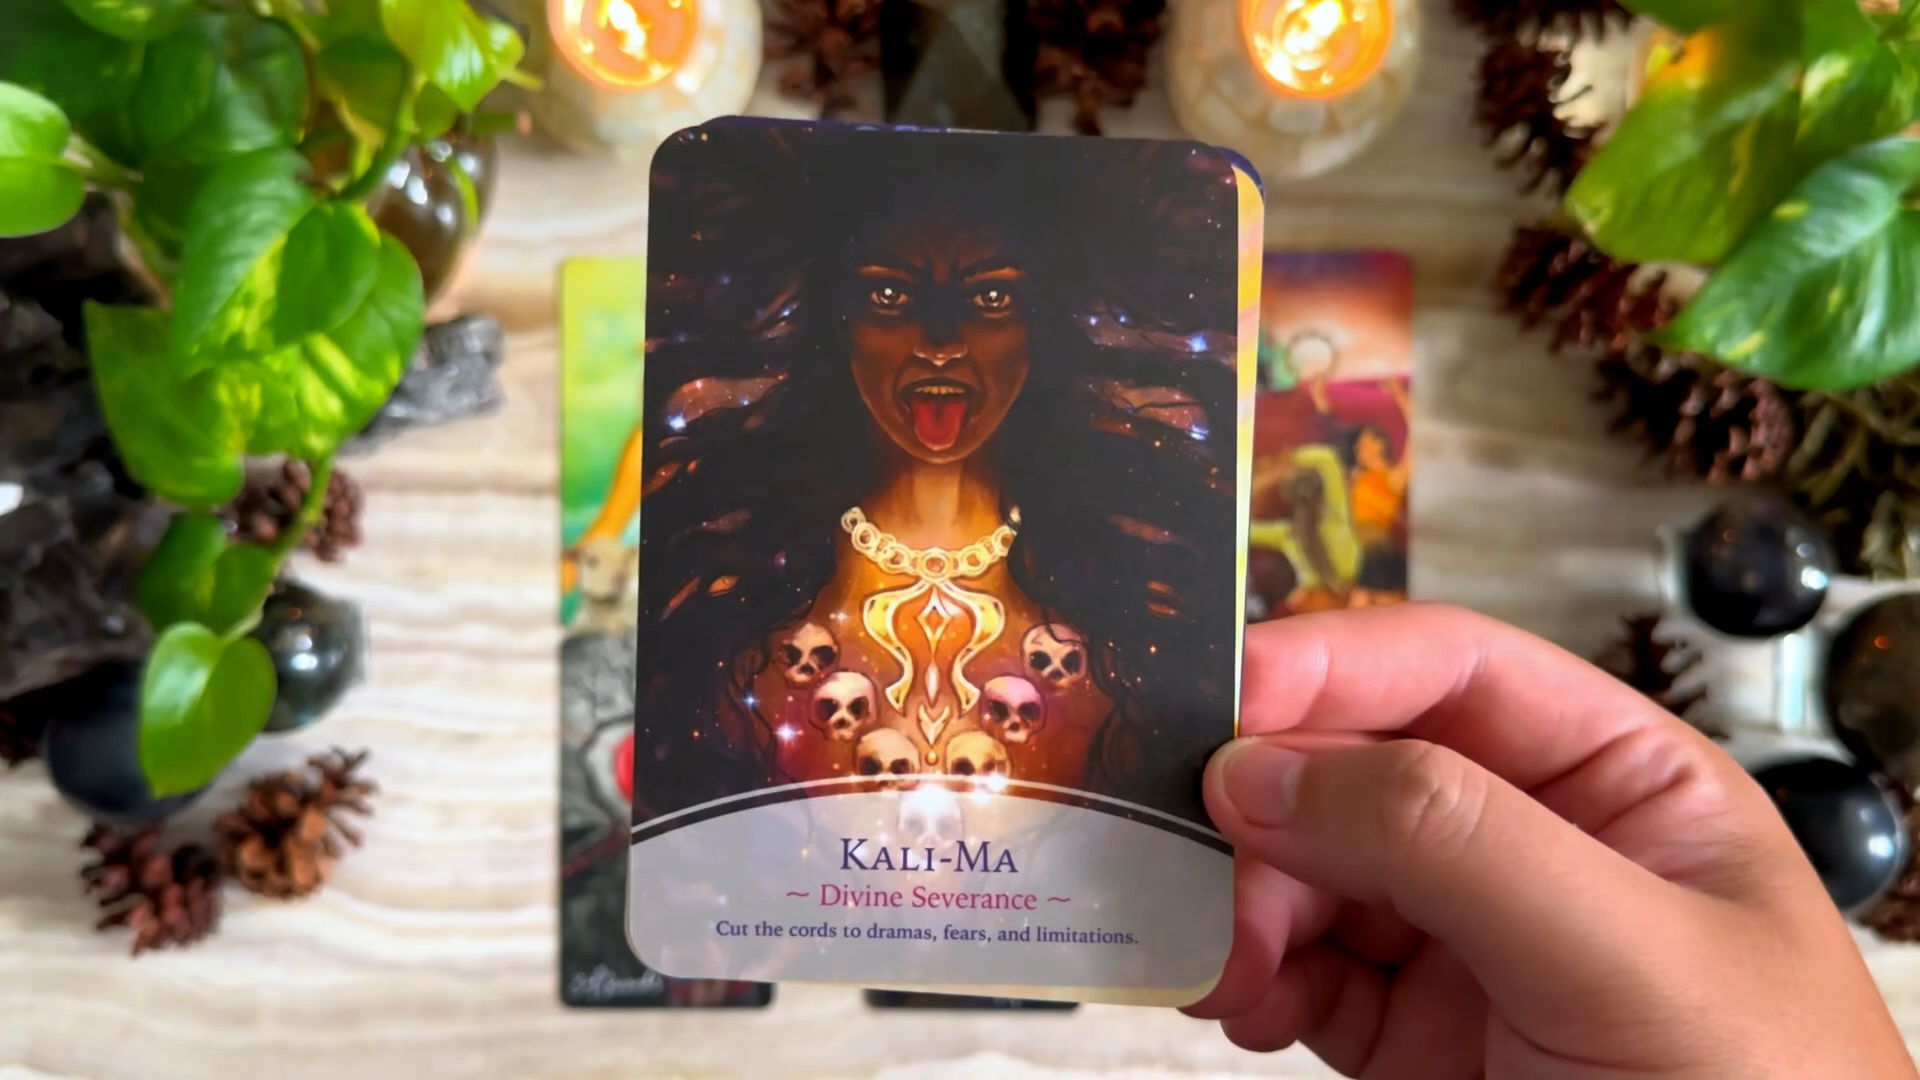 Kali-Ma
~ Divine Severance ~
Cut the cords to dramas, fears, and limitations.